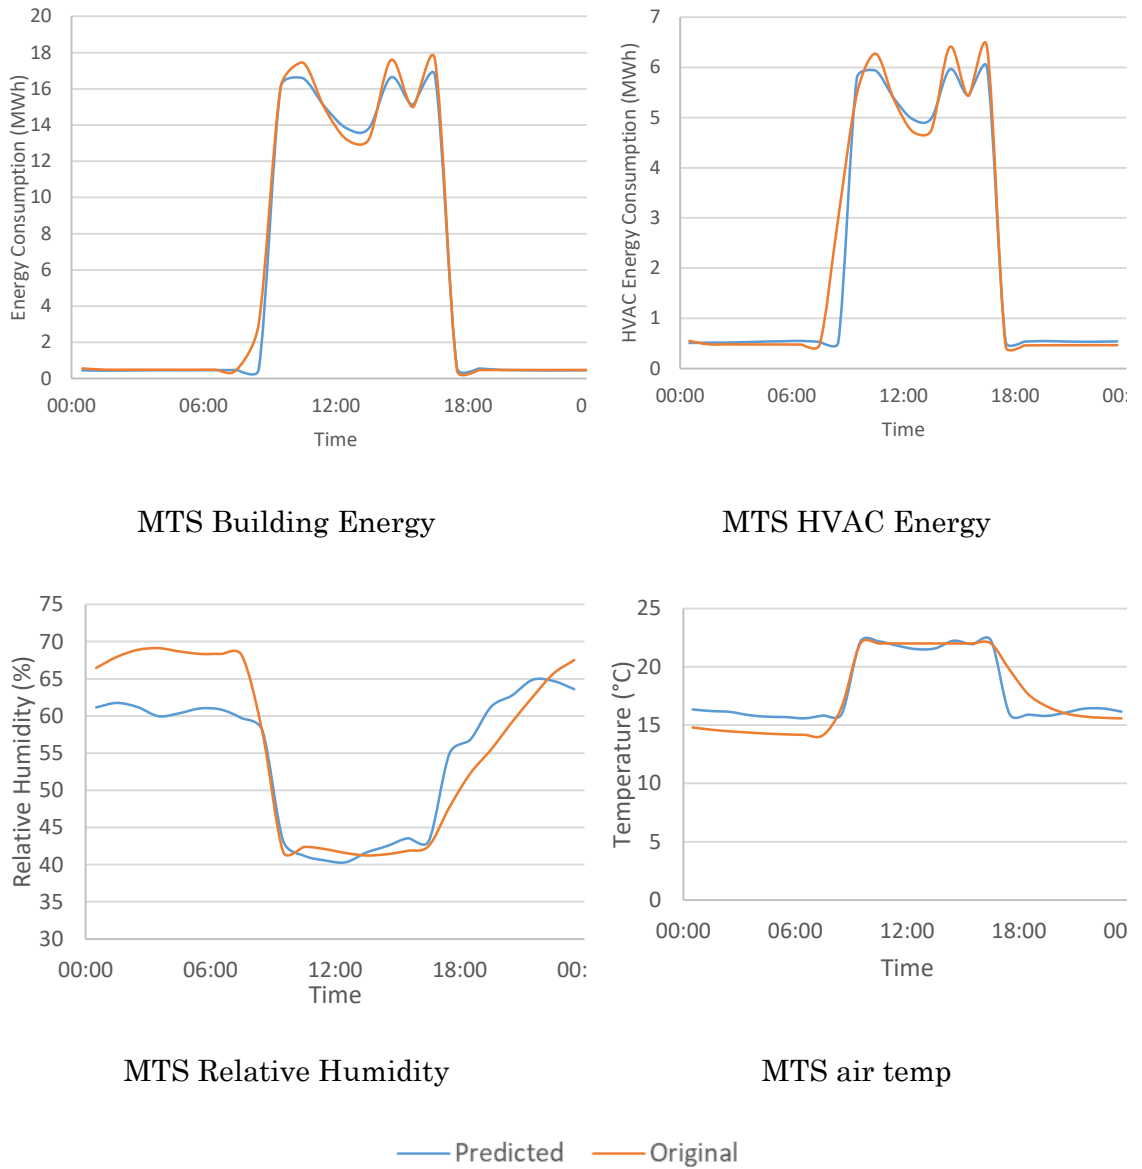 20
18
16
14
12
10
8
6
4
2
0
Energy Consumption (MWh)
00:00 06:00 12:00 18:00 0
Time
MTS Building Energy
7
6
5
4
3
2
1
0
HVAC Energy Consumption (MWh)
00:00 06:00 12:00 18:00 00:
Time
MTS HVAC Energy
75
70
65
60
55
50
45
40
35
30
Relative Humidity (%)
00:00 06:00 12:00 18:00 00:
Time
MTS Relative Humidity
25
20
15
10
5
0
Temperature (°C)
00:00 06:00 12:00 18:00 00:
Time
MTS air temp
Predicted Original